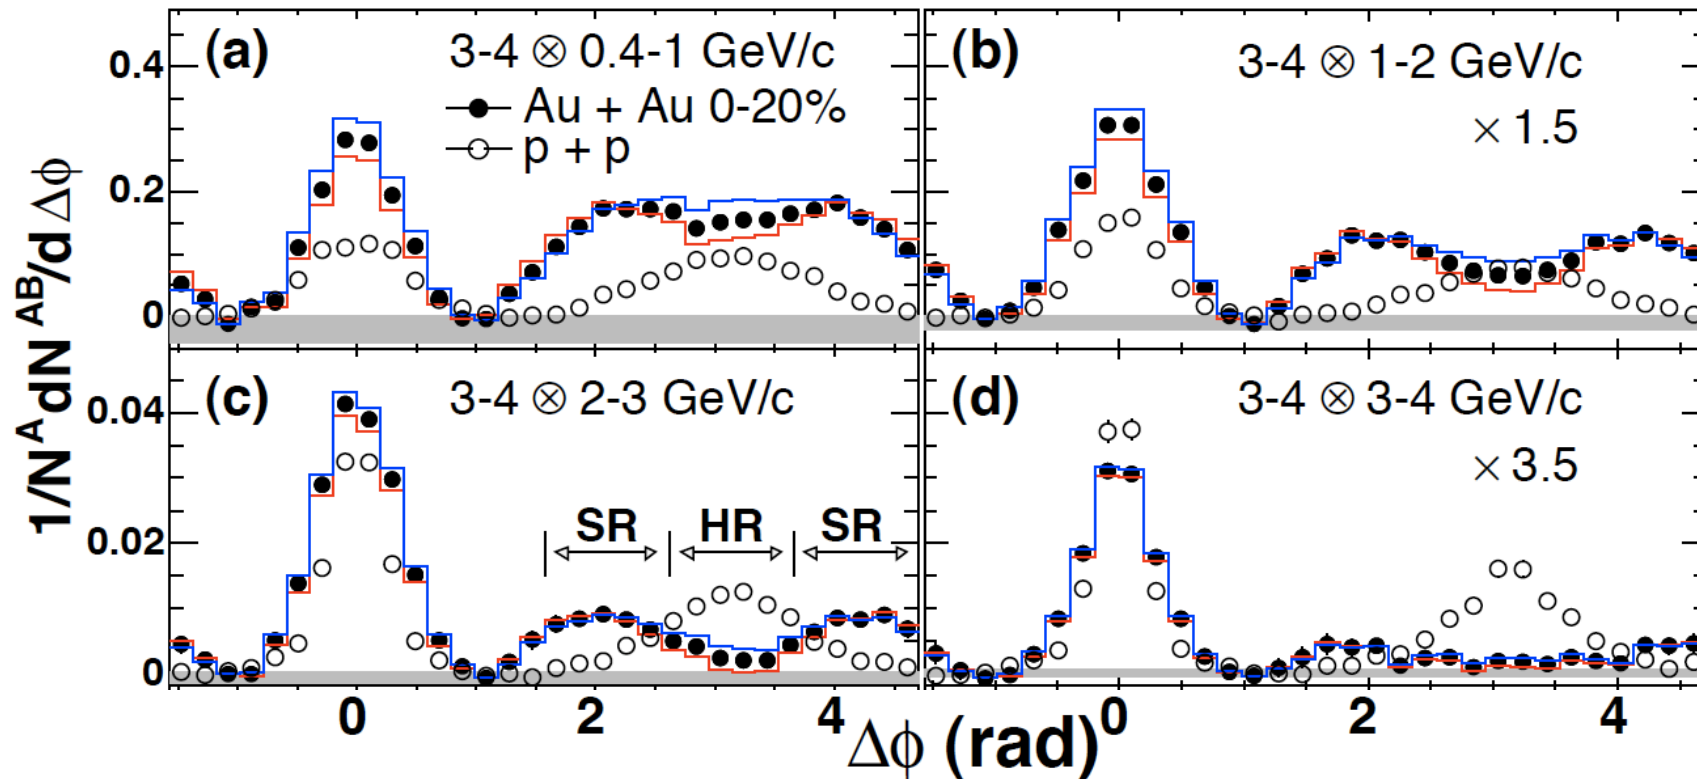 1/N^A dN^AB/d Δϕ
(a) 3-4 ⊗ 0.4-1 GeV/c
Au + Au 0-20%
p + p
0.4
0.2
0
(b) 3-4 ⊗ 1-2 GeV/c
× 1.5
(c) 3-4 ⊗ 2-3 GeV/c
SR HR SR
0.04
0.02
0
(d) 3-4 ⊗ 3-4 GeV/c
× 3.5
0 2 4 0 2 4
Δϕ (rad)